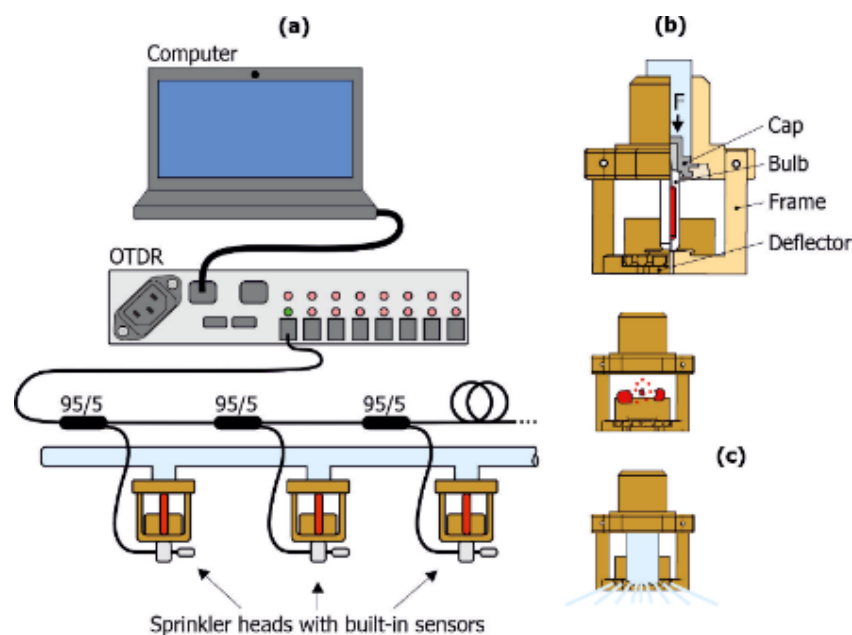 (a)
Computer
OTDR
95/5
95/5
95/5
Sprinkler heads with built-in sensors
(b)
F
Cap
Bulb
Frame
Deflector
(c)